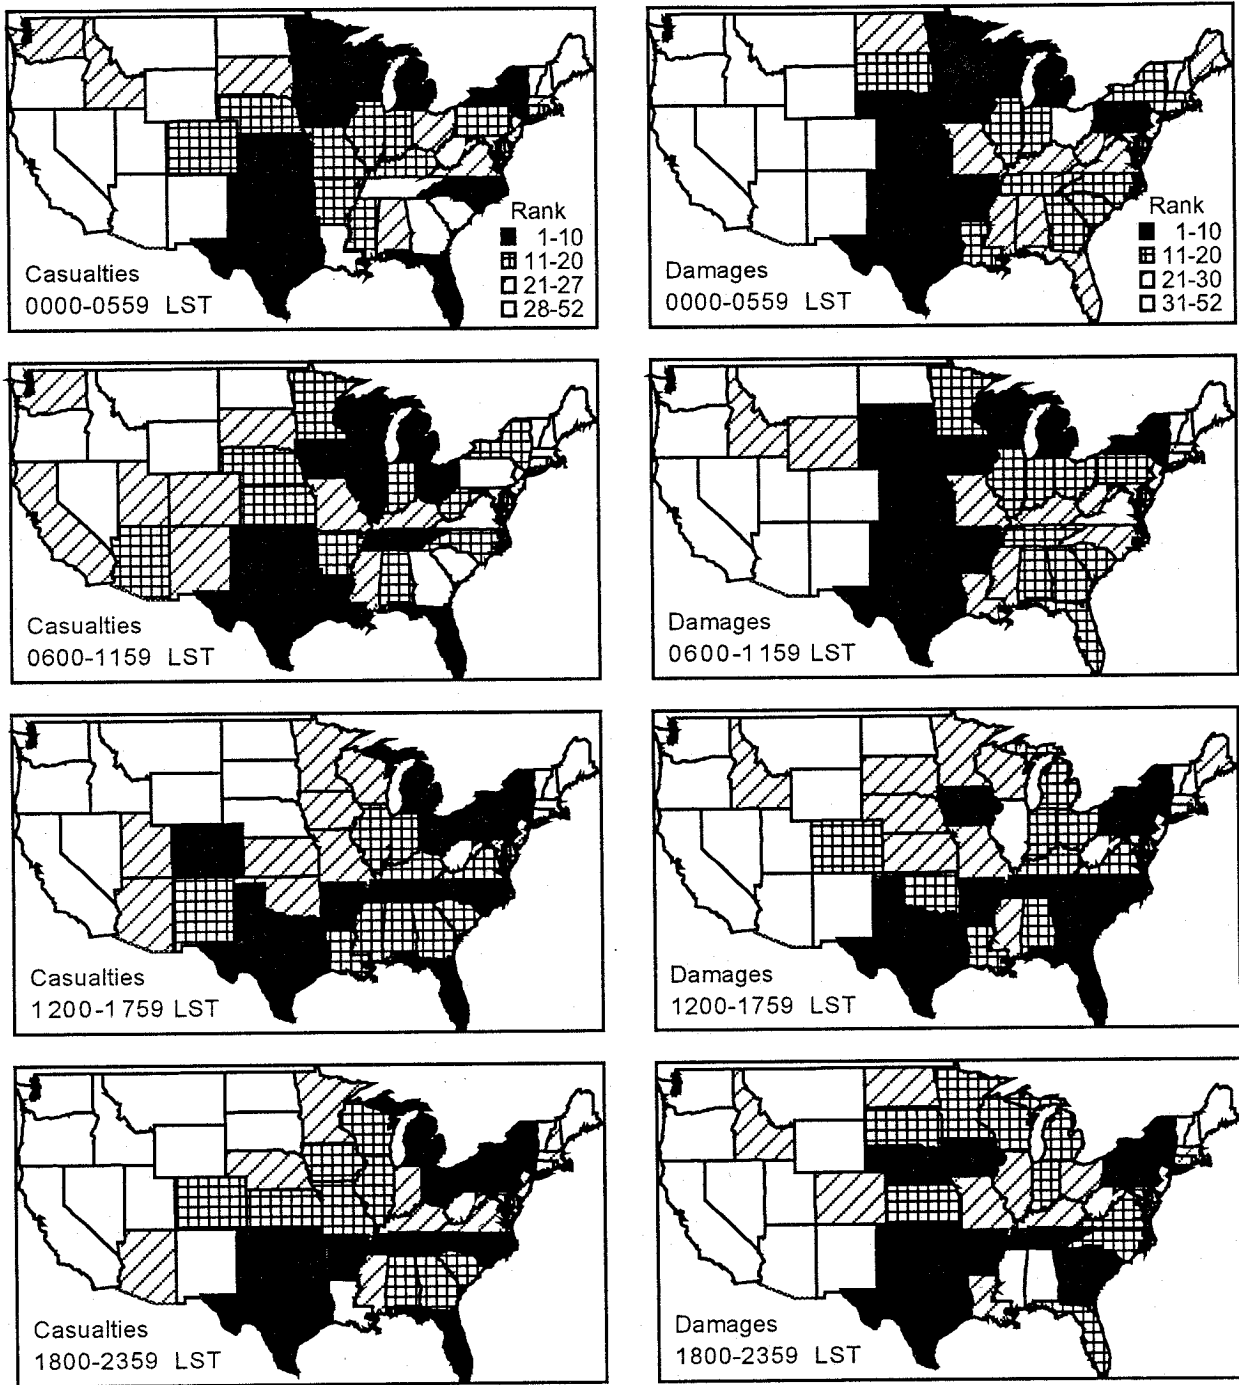 Rank
1-10
11-20
21-27
28-52
Casualties
0000-0559 LST
Rank
1-10
11-20
21-30
31-52
Damages
0000-0559 LST
Casualties
0600-1159 LST
Damages
0600-1159 LST
Casualties
1200-1759 LST
Damages
1200-1759 LST
Casualties
1800-2359 LST
Damages
1800-2359 LST